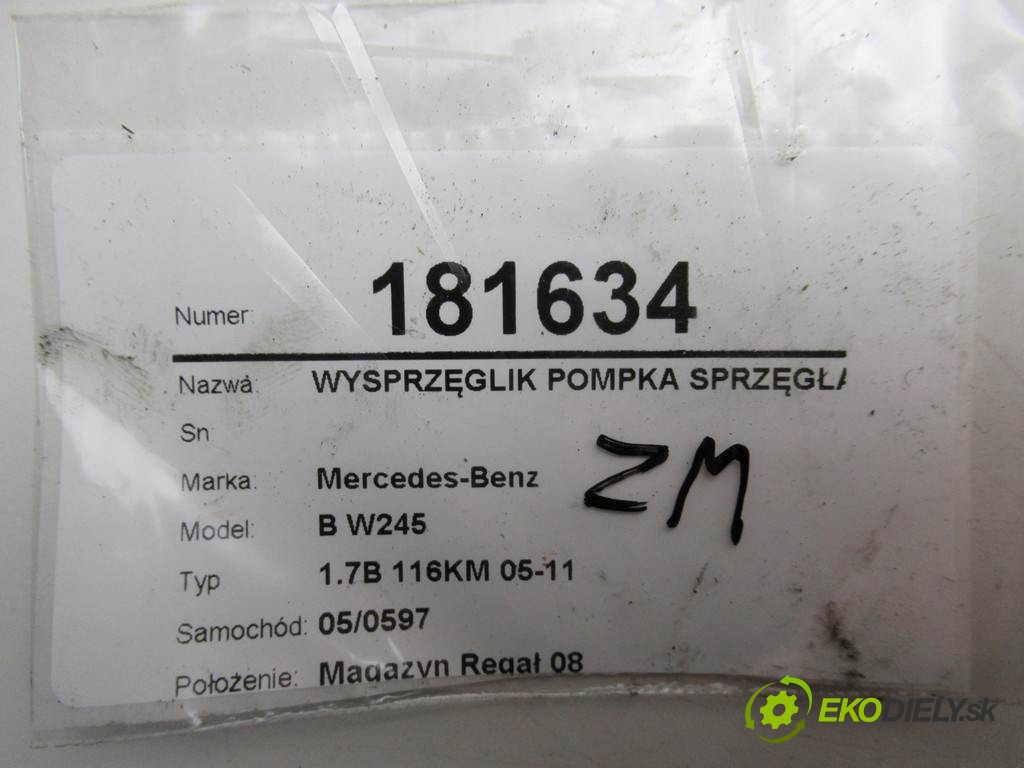 Numer: 181634
Nazwa: WYSPRZĘGLIK POMPKA SPRZĘGŁA
Sn
Marka: Mercedes-Benz
Model: B W245
Typ 1.7B 116KM 05-11
Samochód: 05/0597
Położenie: Magazyn Regał 08
ZM
EKODIELY.sk